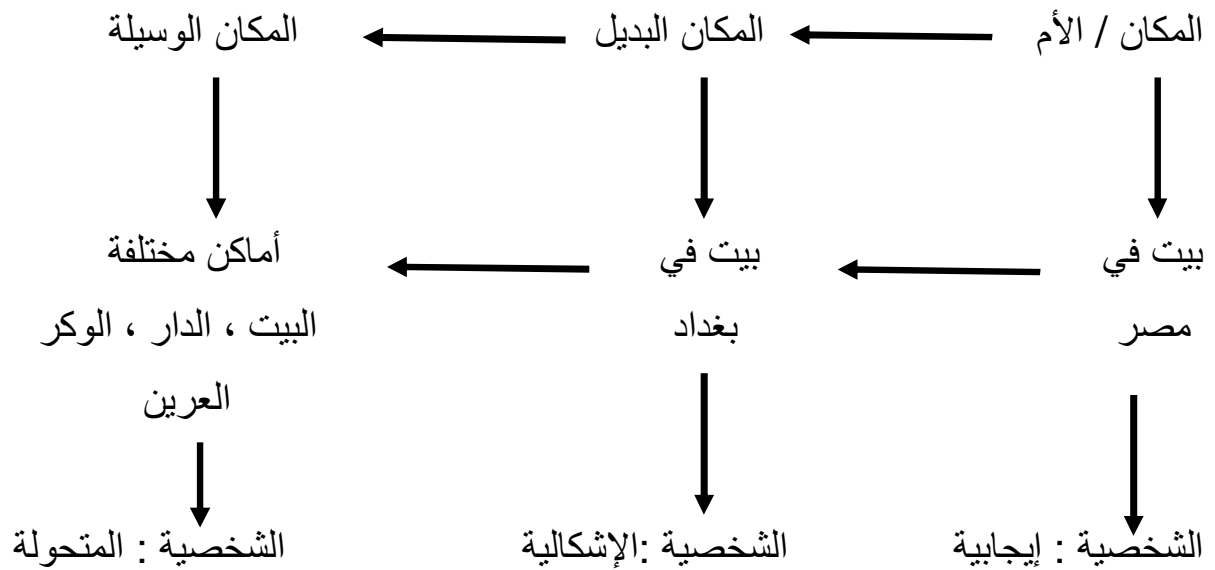 المكان / الأم
المكان البديل
المكان الوسيلة
بيت في
مصر
بيت في
بغداد
أماكن مختلفة
البيت ، الدار ، الوكر
العرين
الشخصية : إيجابية
الشخصية :الإشكالية
الشخصية : المتحولة